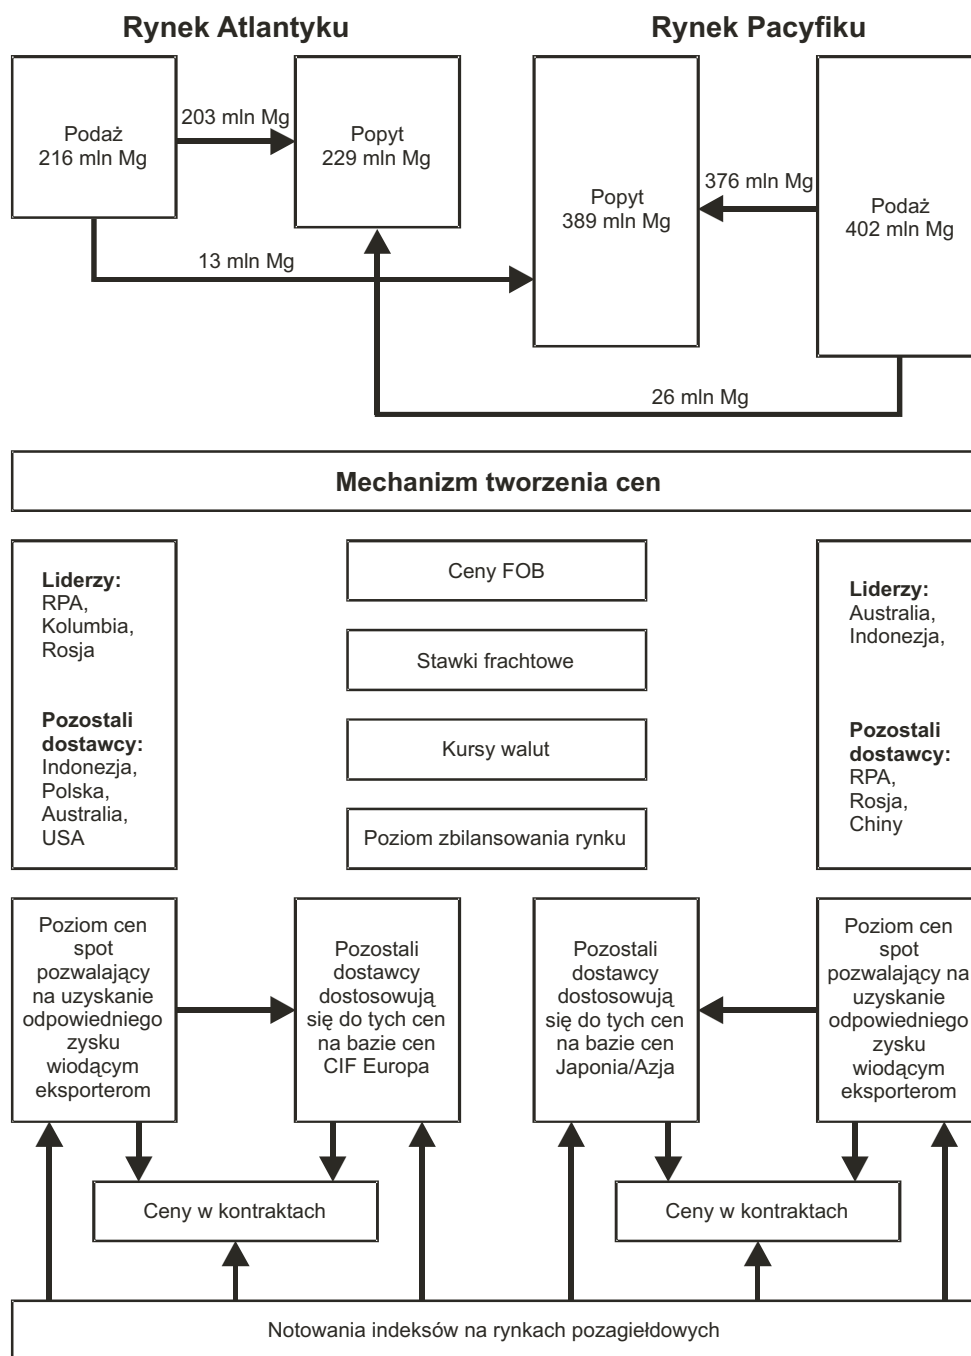 Rynek Atlantyku
Rynek Pacyfiku
Podaż
216 mln Mg
203 mln Mg
Popyt
229 mln Mg
Popyt
389 mln Mg
376 mln Mg
Podaż
402 mln Mg
13 mln Mg
26 mln Mg
Mechanizm tworzenia cen
Liderzy:
RPA,
Kolumbia,
Rosja
Pozostali
dostawcy:
Indonezja,
Polska,
Australia,
USA
Ceny FOB
Stawki frachtowe
Kursy walut
Poziom zbilansowania rynku
Liderzy:
Australia,
Indonezja,
Pozostali
dostawcy:
RPA,
Rosja,
Chiny
Poziom cen
spot
pozwalający
na uzyskanie
odpowiedniego
zysku
wiodącym
eksporterom
Pozostali
dostawcy
dostosowują
się do tych cen
na bazie cen
CIF Europa
Pozostali
dostawcy
dostosowują
się do tych cen
na bazie cen
Japonia/Azja
Poziom cen
spot
pozwalający na
uzyskanie
odpowiedniego
zysku
wiodącym
eksporterom
Ceny w kontraktach
Ceny w kontraktach
Notowania indeksów na rynkach pozagiełdowych